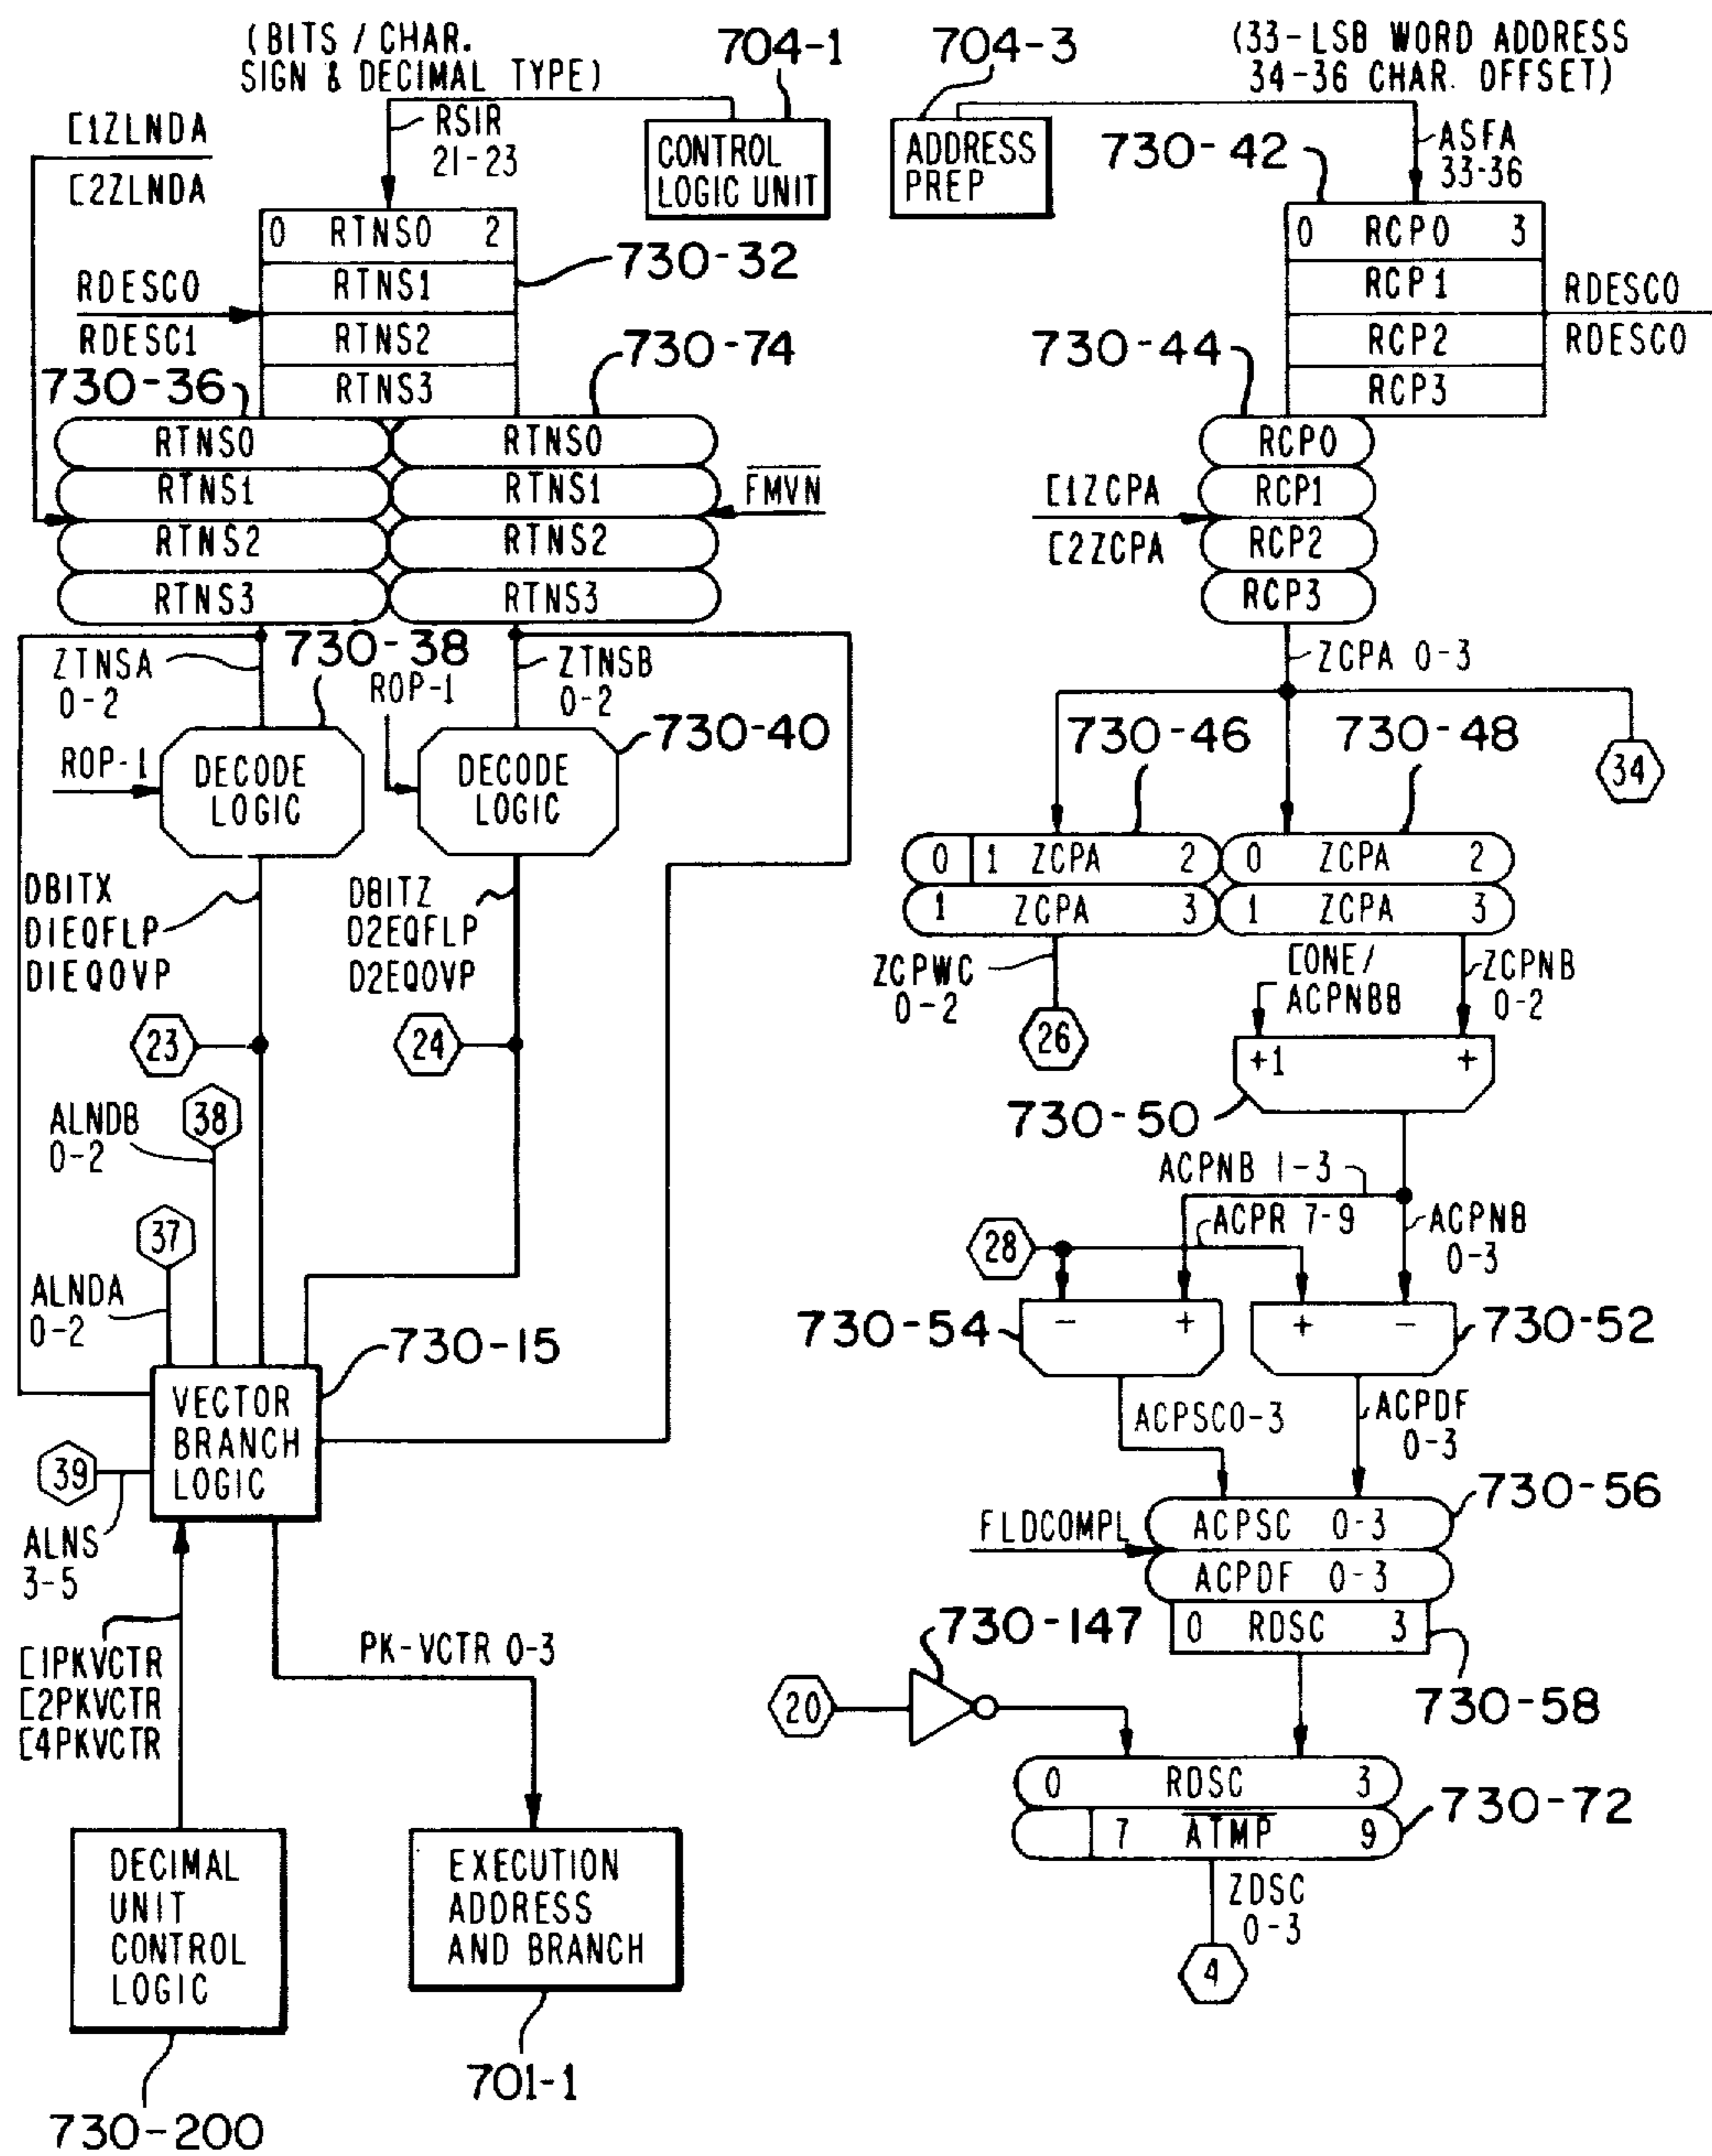 (BITS / CHAR.
SIGN & DECIMAL TYPE)
704-1
704-3
(33-LSB WORD ADDRESS
34-36 CHAR. OFFSET)
[1ZLNDA
[2ZLNDA
RSIR
21-23
CONTROL
LOGIC UNIT
ADDRESS
PREP
730-42
ASFA
33-36
0 RTNS0 2
RTNS1
RTNS2
RTNS3
730-32
RDESC0
RDESC1
0 RCP0 3
RCP1
RCP2
RCP3
RDESC0
RDESC0
730-36
730-74
730-44
RTNS0
RTNS1
RTNS2
RTNS3
RTNS0
RTNS1
RTNS2
RTNS3
FMVN
RCP0
RCP1
RCP2
RCP3
[1ZCPA
[2ZCPA
ZTNSA
0-2
730-38
ROP-1
ZTNSB
0-2
ZCPA 0-3
730-40
730-46
730-48
34
ROP-1
DECODE
LOGIC
DECODE
LOGIC
0 1 ZCPA 2
1 ZCPA 3
0 ZCPA 2
1 ZCPA 3
DBITX
D1EQFLP
D1EQOVP
DBITZ
D2EQFLP
D2EQOVP
ZCPWC
0-2
[ONE/
ACPNB8
ZCPNB
0-2
23
24
26
+1 +
730-50
ALNDB
0-2
38
ACPNB 1-3
ACPR 7-9
ACPNB
0-3
37
28
ALNDA
0-2
730-54
- +
+ -
730-52
730-15
VECTOR
BRANCH
LOGIC
ACPSC0-3
ACPDF
0-3
39
ALNS
3-5
730-56
FLDCOMPL
ACPSC 0-3
ACPDF 0-3
0 RDSC 3
730-58
[1PKVCTR
[2PKVCTR
[4PKVCTR
PK-VCTR 0-3
730-147
20
0 RDSC 3
7 ATMP 9
730-72
DECIMAL
UNIT
CONTROL
LOGIC
EXECUTION
ADDRESS
AND BRANCH
ZDSC
0-3
4
701-1
730-200